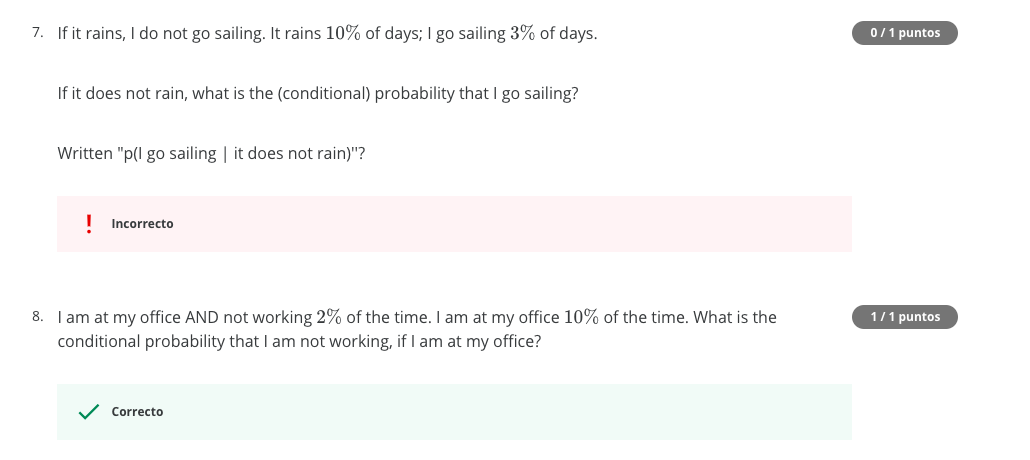 7. If it rains, I do not go sailing. It rains 10% of days; I go sailing 3% of days.
0 / 1 puntos
If it does not rain, what is the (conditional) probability that I go sailing?
Written "p(I go sailing | it does not rain)"?
! Incorrecto
8. I am at my office AND not working 2% of the time. I am at my office 10% of the time. What is the
1 / 1 puntos
conditional probability that I am not working, if I am at my office?
Correcto